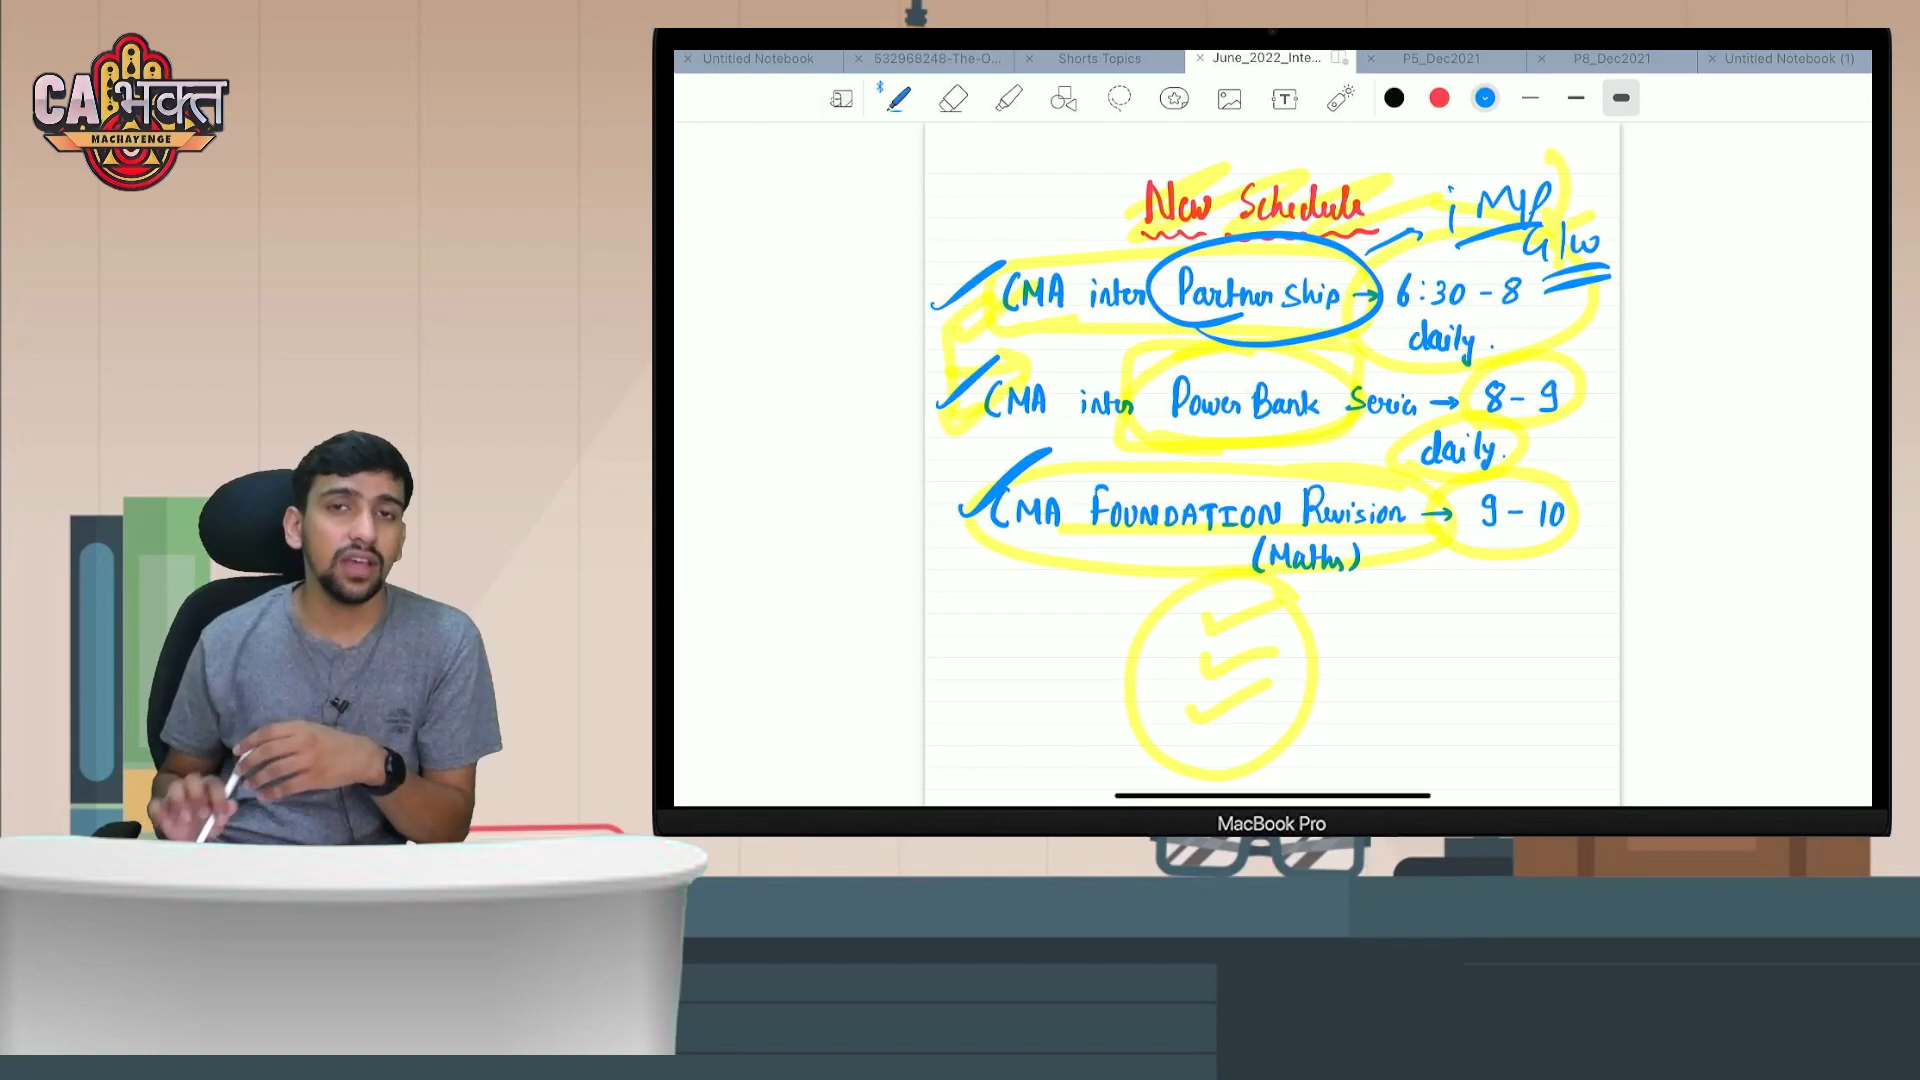 CA भक्त
MACHAYENGE
Untitled Notebook
532968248-The-O...
Shorts Topics
June_2022_Inte...
P5_Dec2021
P8_Dec2021
Untitled Notebook (1)
New Schedule
imp
G/w
CMA inter Partnership → 6:30 - 8
daily.
CMA inter Power Bank Series → 8 - 9
daily.
CMA FOUNDATION Revision → 9 - 10
(Maths)
MacBook Pro